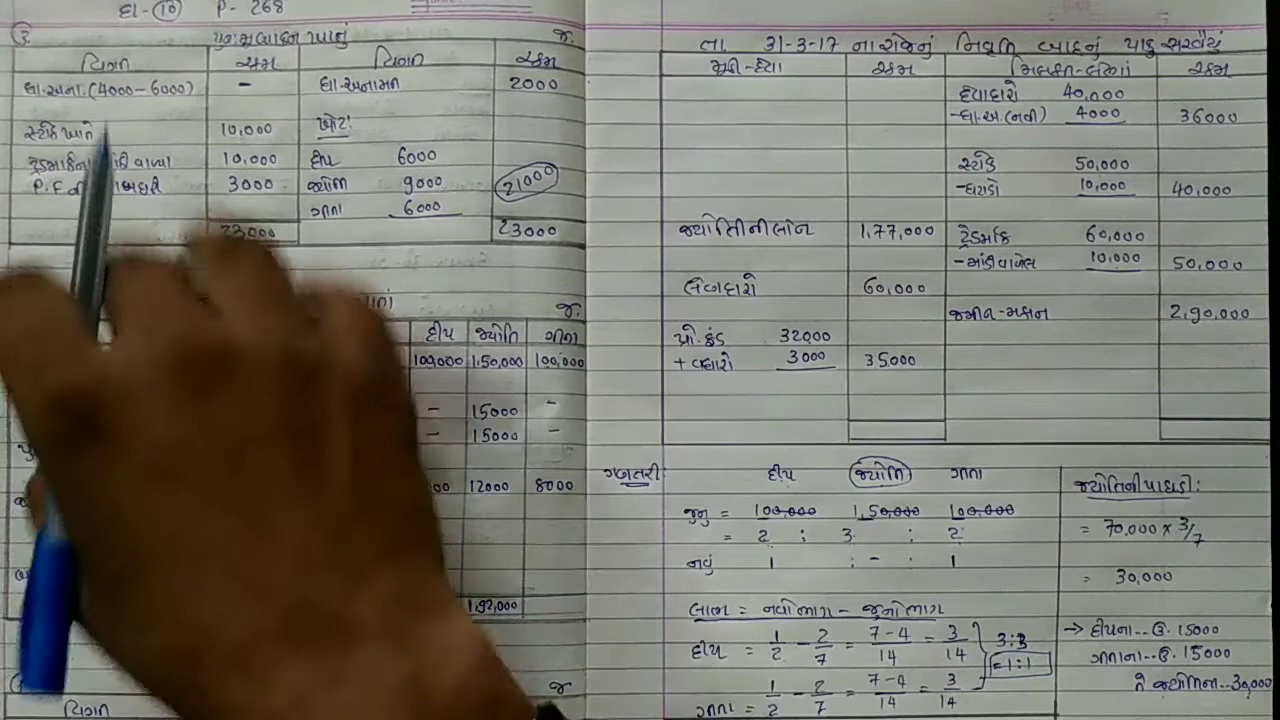 દા-10 P- 268
ઉ. પુનઃમૂલ્યાંકન ખાતું જ.
વિગત રકમ વિગત રકમ
ઘા.અના.(4000-6000) - ઘા.અનામત 2000
સ્ટૉક ખાતે 10,000 ખોટ:
10,000 દીપ 6000
3000 જ્યોતિ 9000 21000
ગીતા 6000
23,000 23000
જ.
દીપ જ્યોતિ ગીતા
100,000 1,50,000 100,000
- 15000 -
- 15000
12000 8000
1,92,000
જ
વિગત
તા. 31-3-17 ના રોજનું નિવૃત્તિ બાદનું પાકું સરવૈયું
મૂડી-દેવાં રકમ મિલકત-લેણાં રકમ
દેવાદારો 40,000
-ઘા.અ.(નવી) 4000 36000
સ્ટૉક 50,000
-ઘટાડો 10,000 40,000
જ્યોતિની લોન 1,77,000 ટ્રેડમાર્ક 60,000
-માંડીવાળેલ 10,000 50,000
લેણદારો 60,000
જમીન-મકાન 2,90,000
પ્રો.ફંડ 32000
+ વધારો 3000 35000
ગણતરી: દીપ જ્યોતિ ગીતા
જુનુ = 100,000 1,50,000 100,000
= 2 : 3 : 2
નવું 1 : - : 1
લાભ = નવોભાગ - જુનોભાગ
દીપ = 1/2 - 2/7 = 7-4/14 = 3/14 3:3
=1:1
ગીતા = 1/2 - 2/7 = 7-4/14 = 3/14
જ્યોતિની પાઘડી:
= 70,000 x 3/7
= 30,000
→ દીપના..ઉ. 15000
ગીતાના..ઉ. 15000
તે જ્યોતિના..30,000